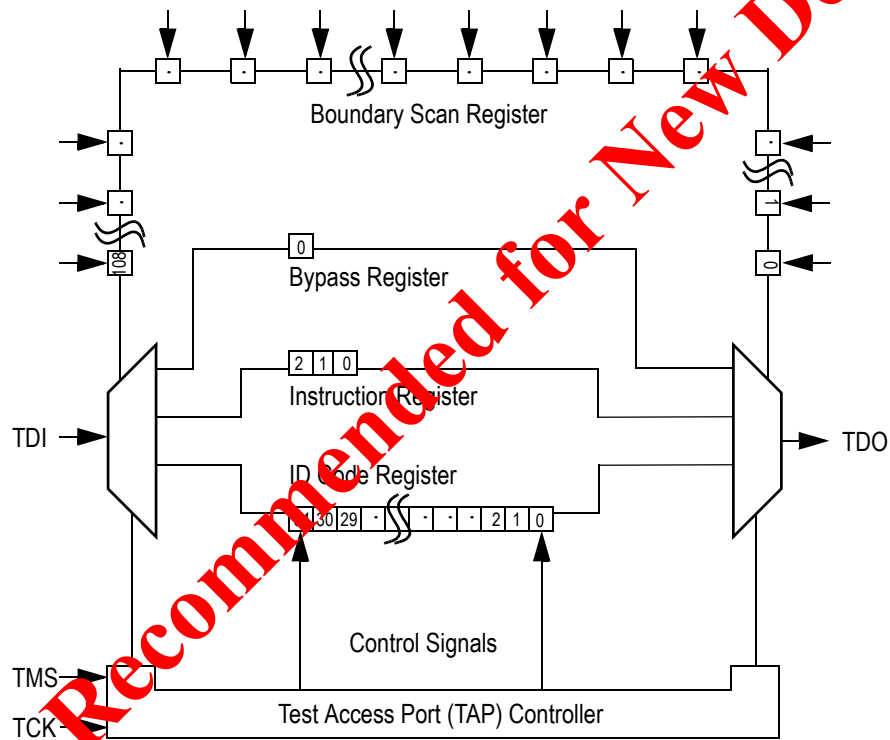 · · · · · · · ·
Boundary Scan Register
· ·
· 1
108 0
0
Bypass Register
2 1 0
Instruction Register
TDI
TDO
ID Code Register
30 29 · · · · · 2 1 0
Control Signals
TMS
Test Access Port (TAP) Controller
TCK
Recommended for New